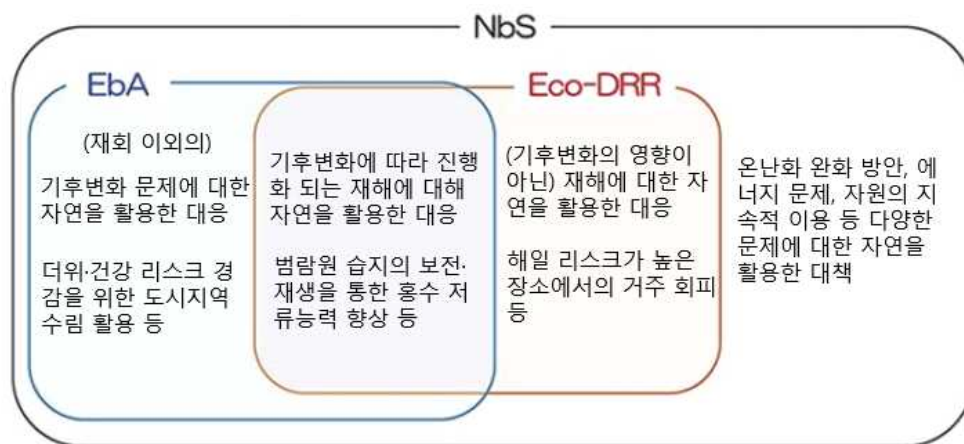 NbS
EbA
Eco-DRR
(재회 이외의)
기후변화 문제에 대한
자연을 활용한 대응
더위·건강 리스크 경
감을 위한 도시지역
수림 활용 등
기후변화에 따라 진행
화 되는 재해에 대해
자연을 활용한 대응
범람원 습지의 보전·
재생을 통한 홍수 저
류능력 향상 등
(기후변화의 영향이
아닌) 재해에 대한 자
연을 활용한 대응
해일 리스크가 높은
장소에서의 거주 회피
등
온난화 완화 방안, 에
너지 문제, 자원의 지
속적 이용 등 다양한
문제에 대한 자연을
활용한 대책